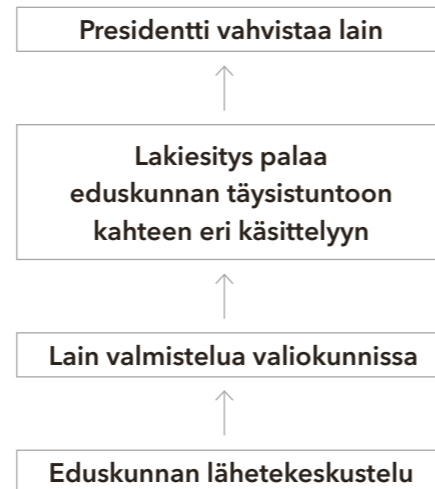 Presidentti vahvistaa lain
Lakiesitys palaa
eduskunnan täysistuntoon
kahteen eri käsittelyyn
Lain valmistelua valiokunnissa
Eduskunnan lähetekeskustelu